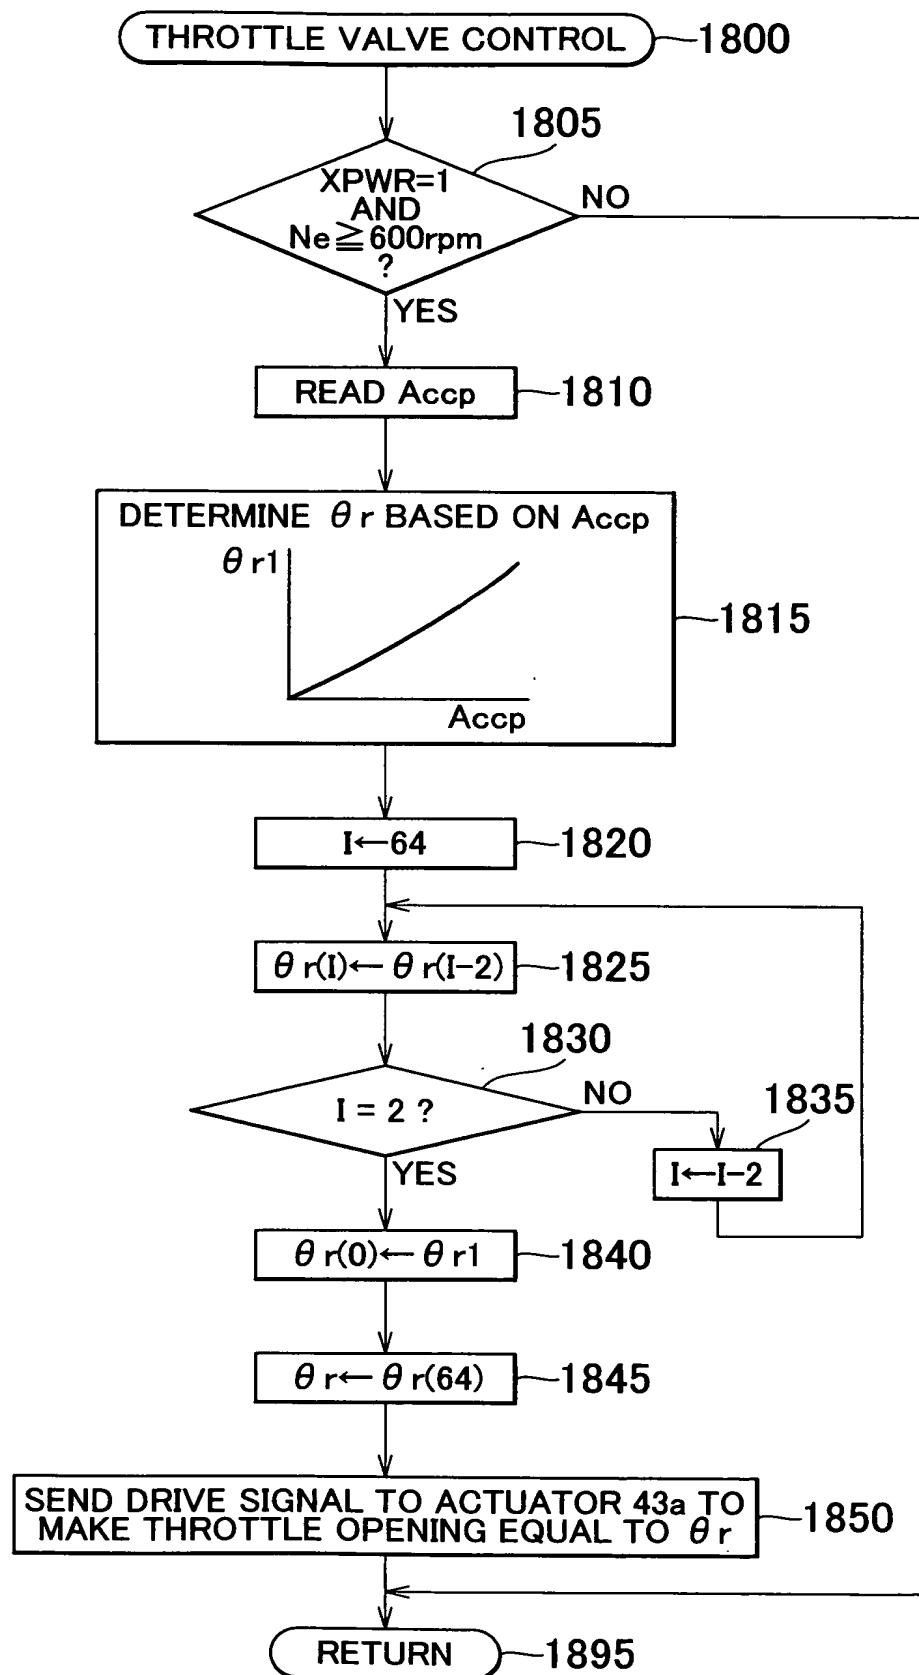 THROTTLE VALVE CONTROL
1800
1805
XPWR=1
AND
Ne≧600rpm
?
NO
YES
READ Accp
1810
DETERMINE θr BASED ON Accp
θr1
Accp
1815
I←64
1820
θr(I)←θr(I-2)
1825
1830
I = 2 ?
NO
1835
I←I-2
YES
θr(0)←θr1
1840
θr←θr(64)
1845
SEND DRIVE SIGNAL TO ACTUATOR 43a TO
MAKE THROTTLE OPENING EQUAL TO θr
1850
RETURN
1895